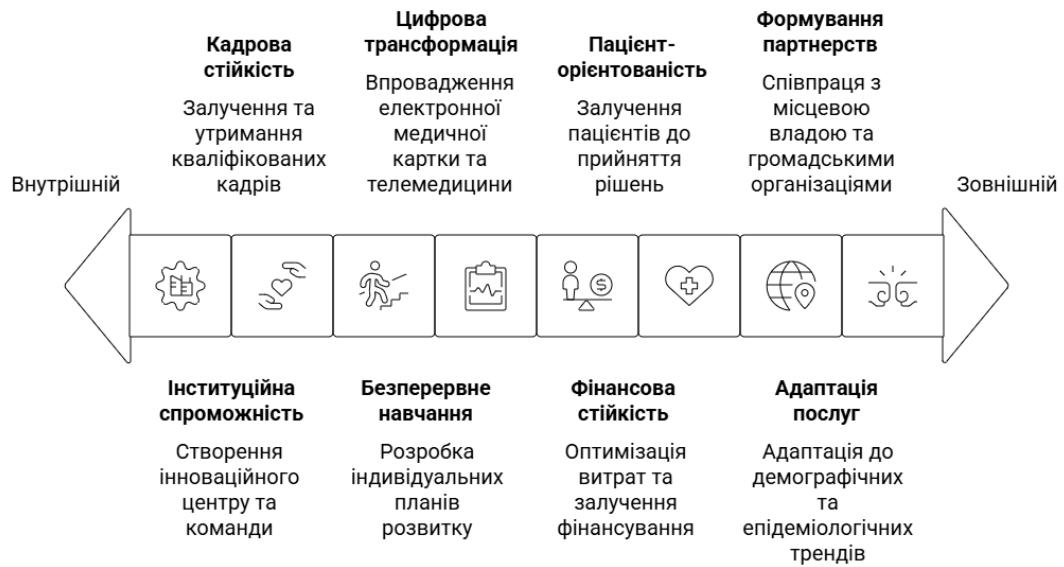 Кадрова
стійкість
Залучення та
утримання
кваліфікованих
кадрів
Цифрова
трансформація
Впровадження
електронної
медичної
картки та
телемедицини
Пацієнт-
орієнтованість
Залучення
пацієнтів до
прийняття
рішень
Формування
партнерств
Співпраця з
місцевою
владою та
громадськими
організаціями
Внутрішній
Зовнішній
Інституційна
спроможність
Створення
інноваційного
центру та
команди
Безперервне
навчання
Розробка
індивідуальних
планів
розвитку
Фінансова
стійкість
Оптимізація
витрат та
залучення
фінансування
Адаптація
послуг
Адаптація до
демографічних
та
епідеміологічних
трендів